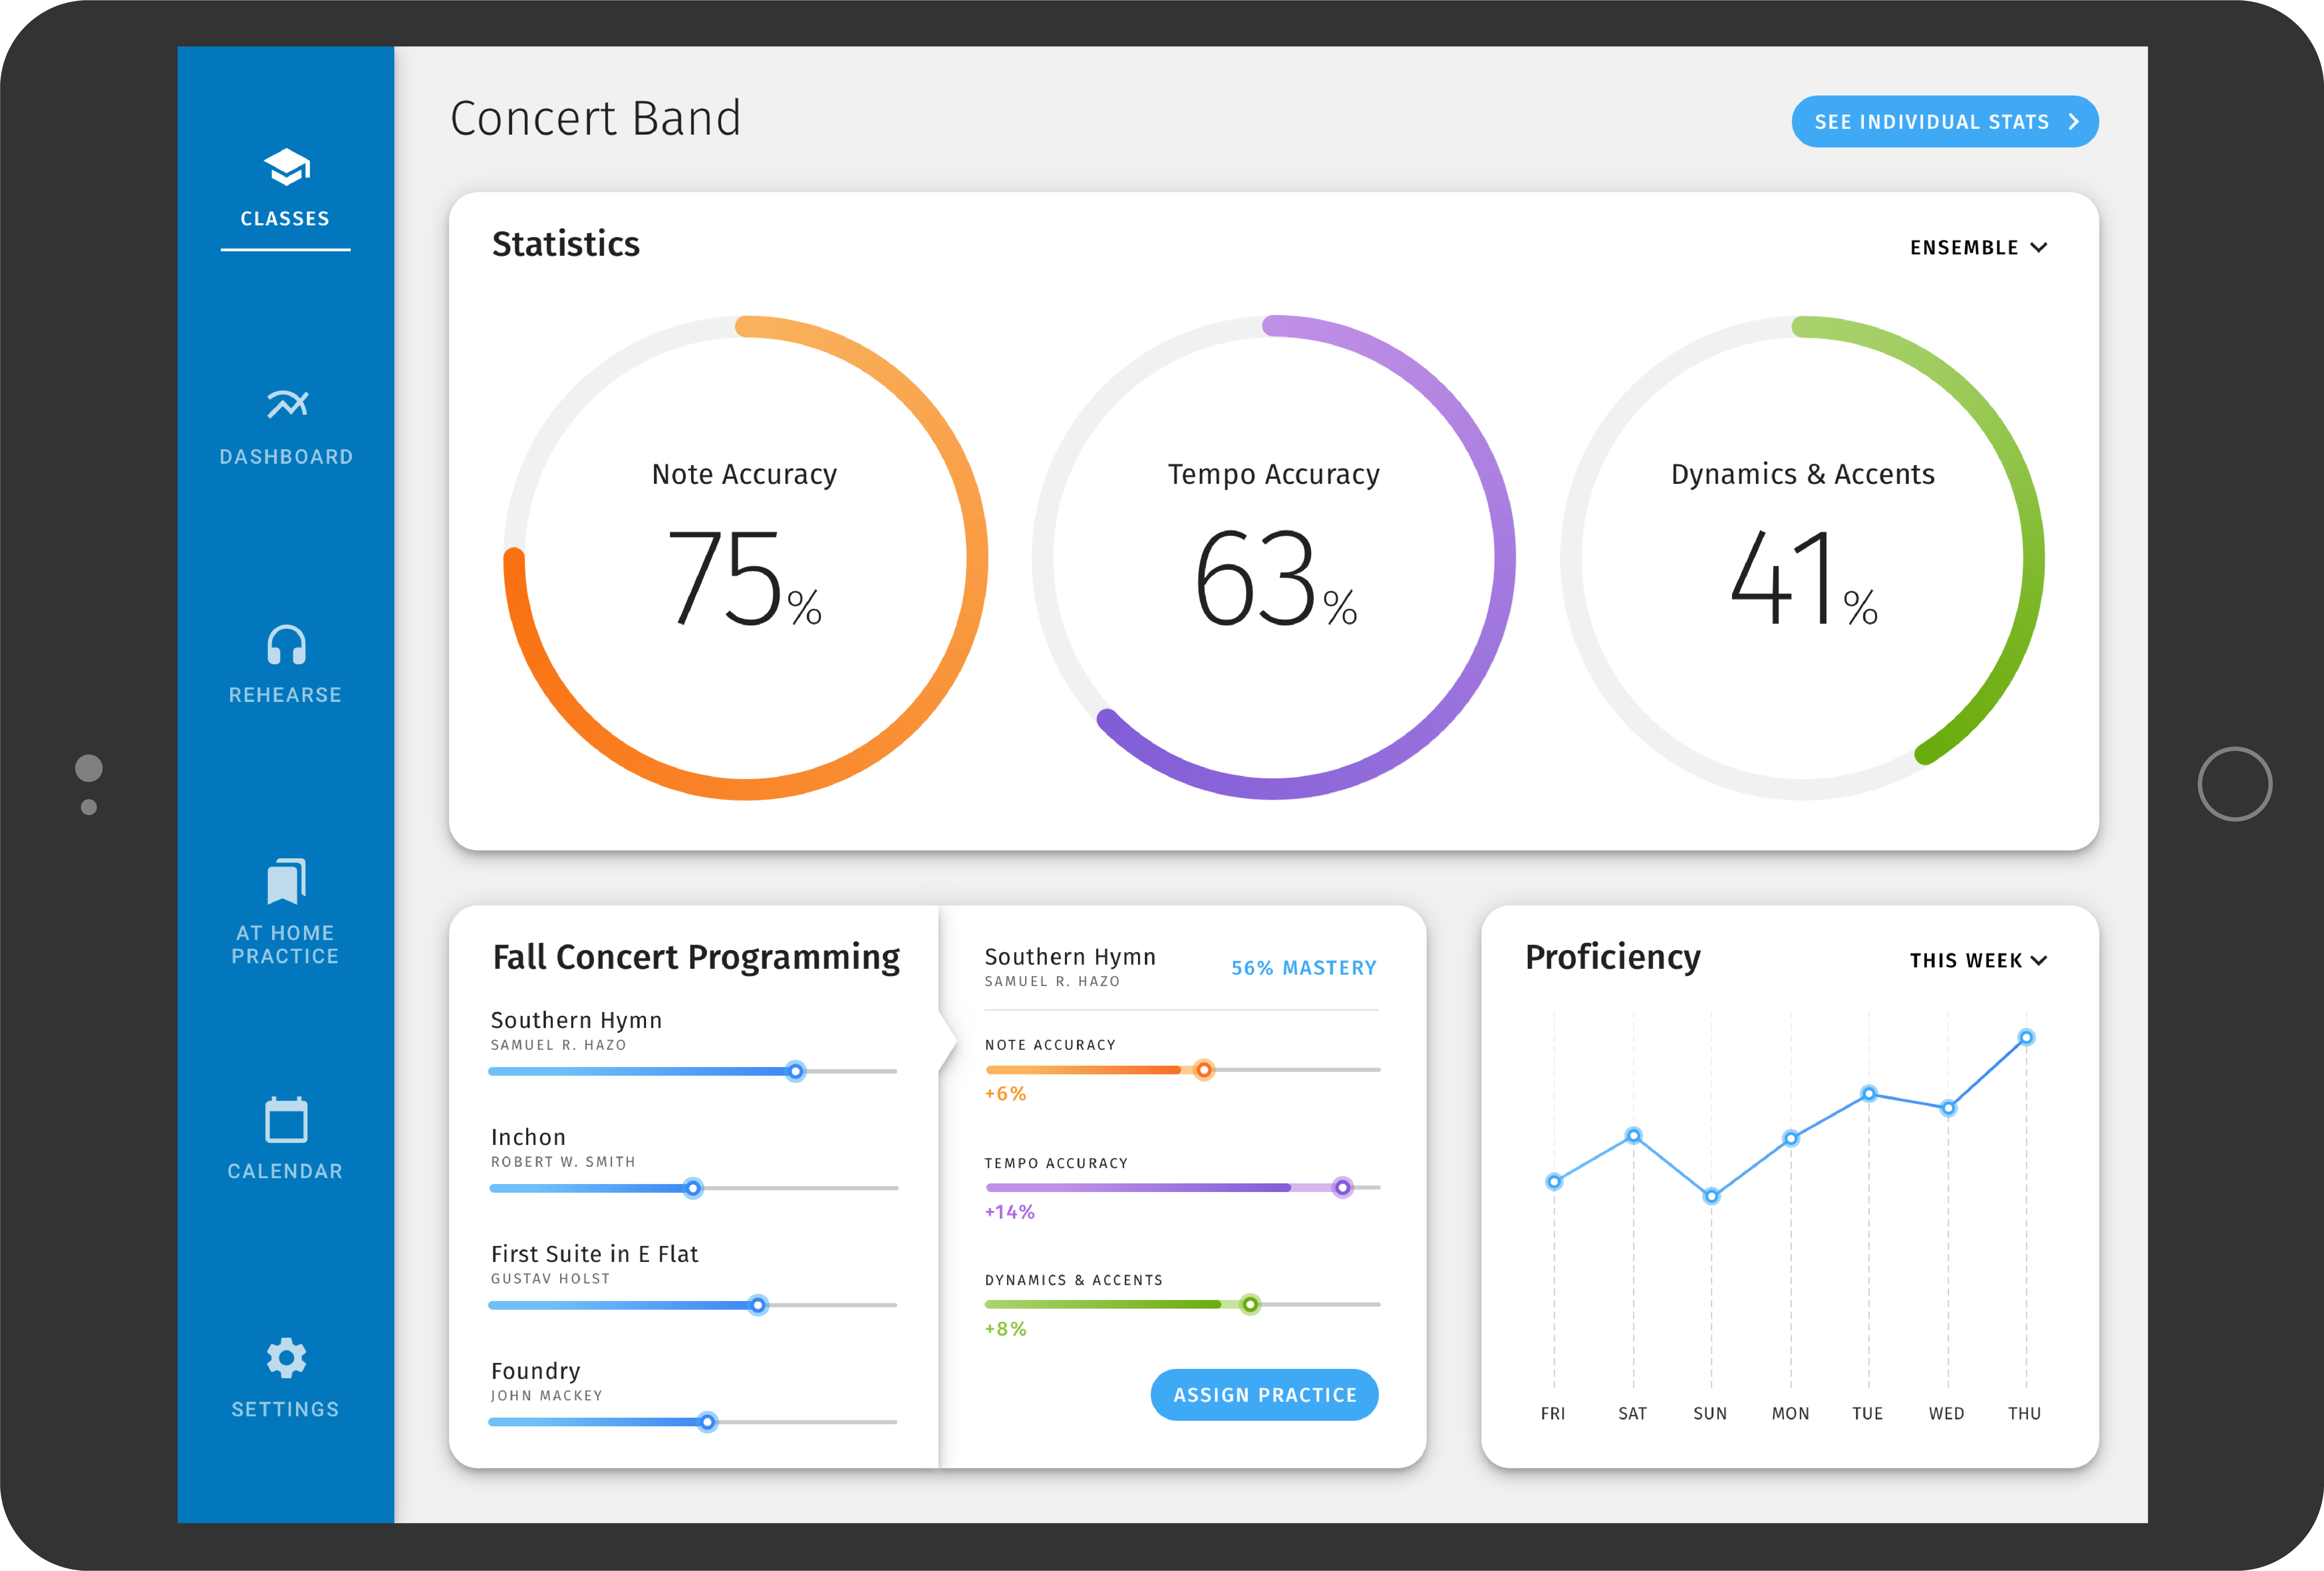 CLASSES
DASHBOARD
REHEARSE
AT HOME
PRACTICE
CALENDAR
SETTINGS
Concert Band
SEE INDIVIDUAL STATS
Statistics
ENSEMBLE
Note Accuracy
75%
Tempo Accuracy
63%
Dynamics & Accents
41%
Fall Concert Programming
Southern Hymn
SAMUEL R. HAZO
Inchon
ROBERT W. SMITH
First Suite in E Flat
GUSTAV HOLST
Foundry
JOHN MACKEY
Southern Hymn
SAMUEL R. HAZO
56% MASTERY
NOTE ACCURACY
+6%
TEMPO ACCURACY
+14%
DYNAMICS & ACCENTS
+8%
ASSIGN PRACTICE
Proficiency
THIS WEEK
FRI SAT SUN MON TUE WED THU